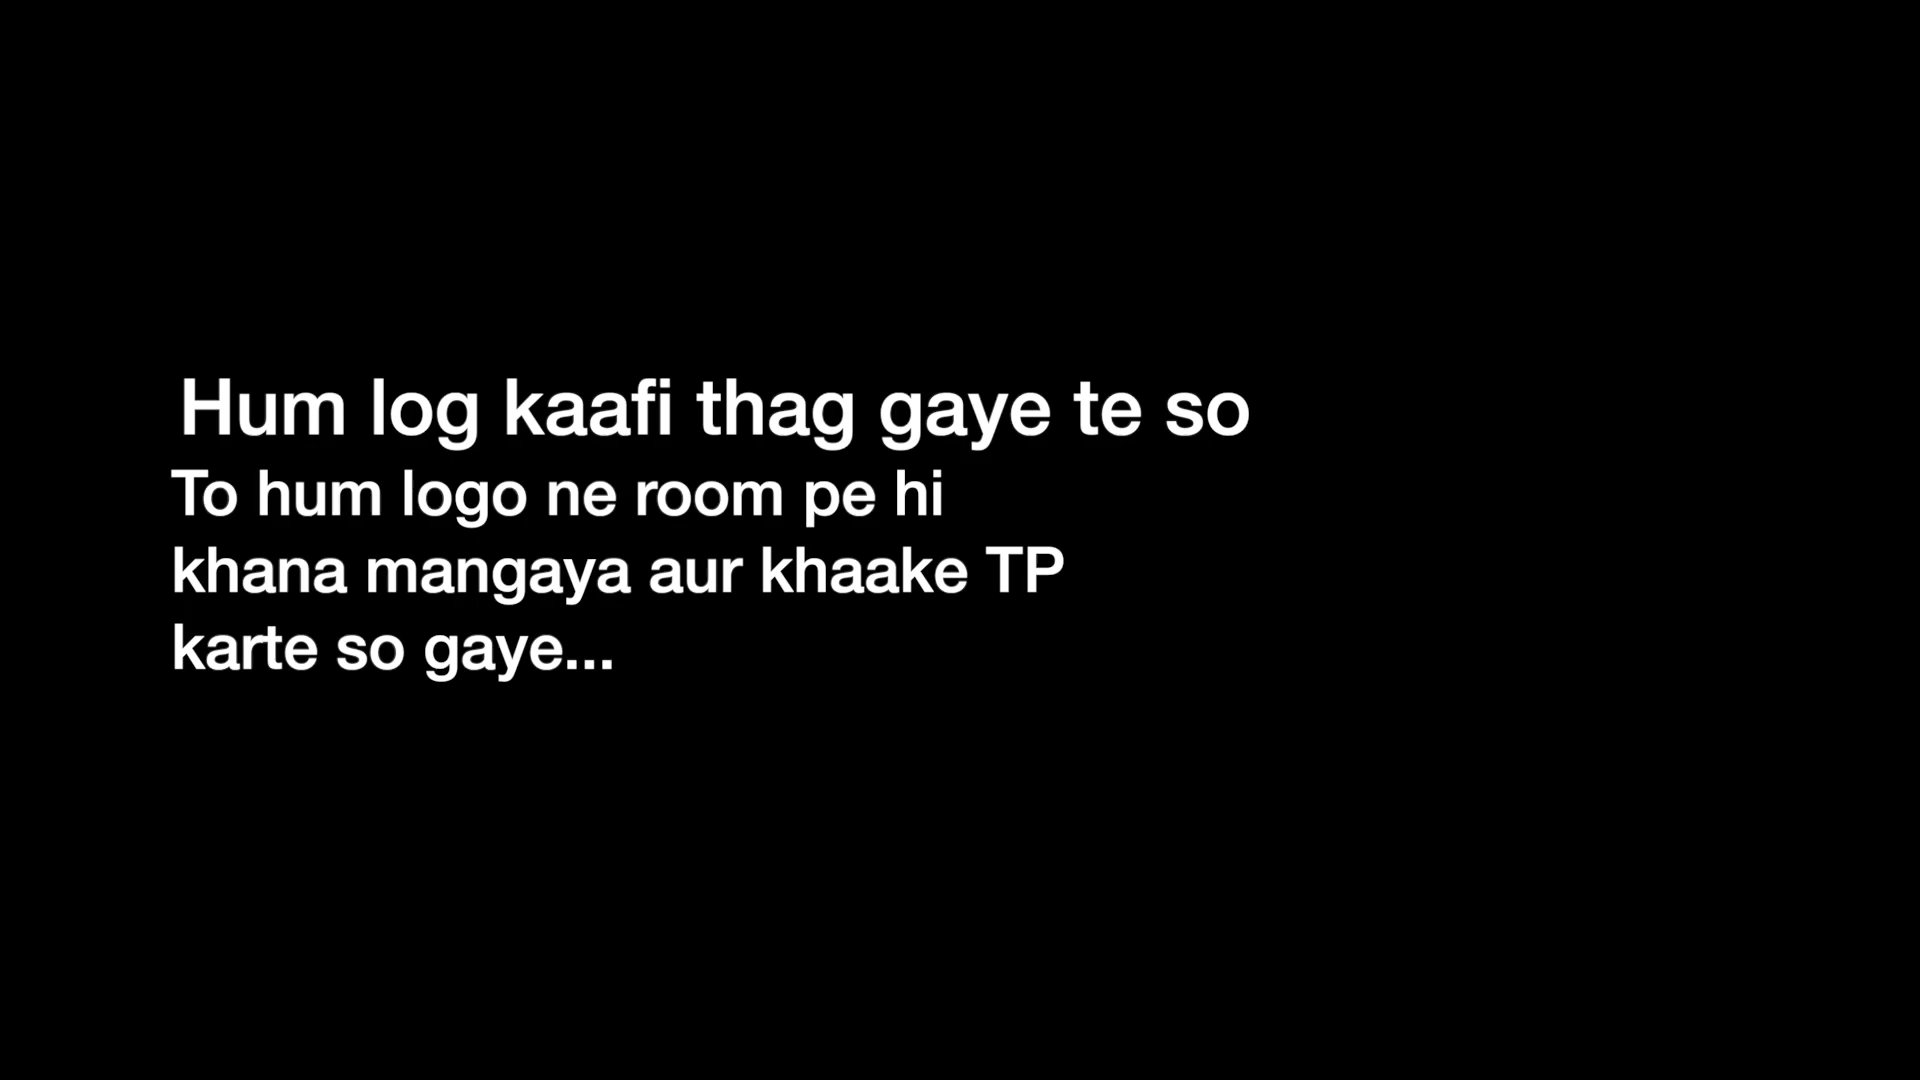 Hum log kaafi thag gaye te so
To hum logo ne room pe hi
khana mangaya aur khaake TP
karte so gaye...